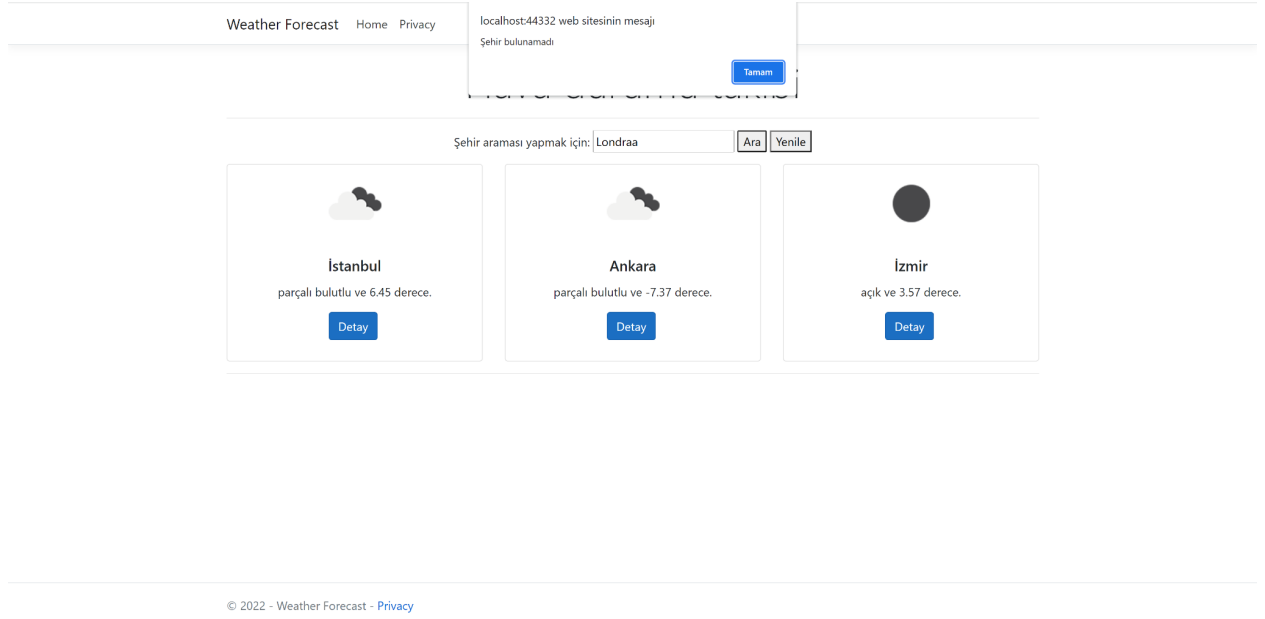 Weather Forecast Home Privacy
localhost:44332 web sitesinin mesajı
Şehir bulunamadı
Tamam
Şehir araması yapmak için: Londraa Ara Yenile
İstanbul
parçalı bulutlu ve 6.45 derece.
Detay
Ankara
parçalı bulutlu ve -7.37 derece.
Detay
İzmir
açık ve 3.57 derece.
Detay
© 2022 - Weather Forecast - Privacy